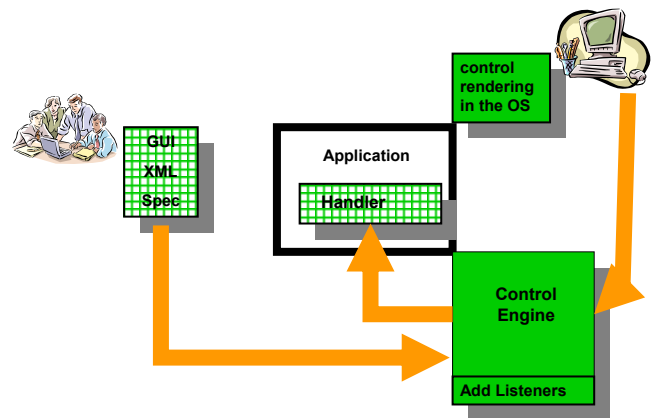 control
rendering
in the OS
GUI
XML
Spec
Application
Handler
Control
Engine
Add Listeners